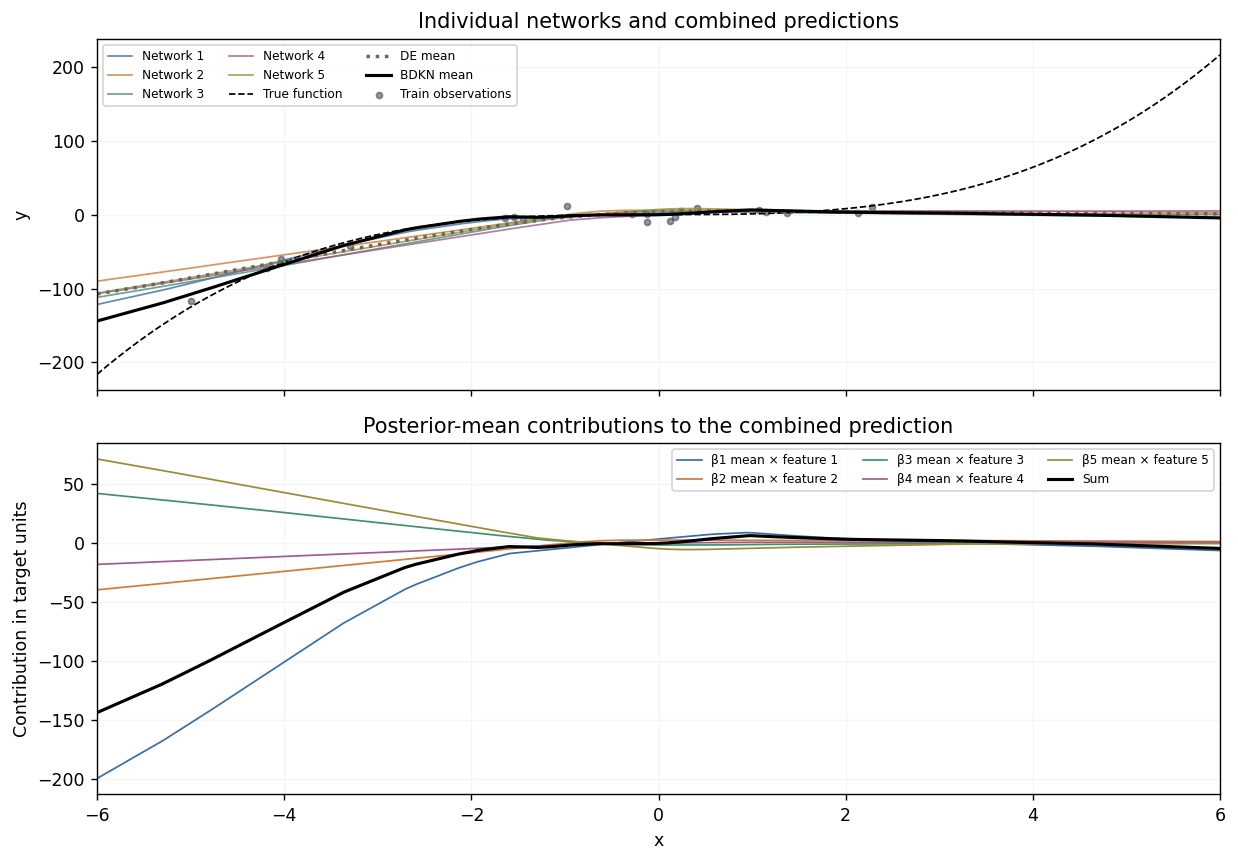 Individual networks and combined predictions
Network 1
Network 2
Network 3
Network 4
Network 5
True function
DE mean
BDKN mean
Train observations
200
100
0
−100
−200
y
Posterior-mean contributions to the combined prediction
β1 mean × feature 1
β2 mean × feature 2
β3 mean × feature 3
β4 mean × feature 4
β5 mean × feature 5
Sum
50
0
−50
−100
−150
−200
Contribution in target units
−6
−4
−2
0
2
4
6
x